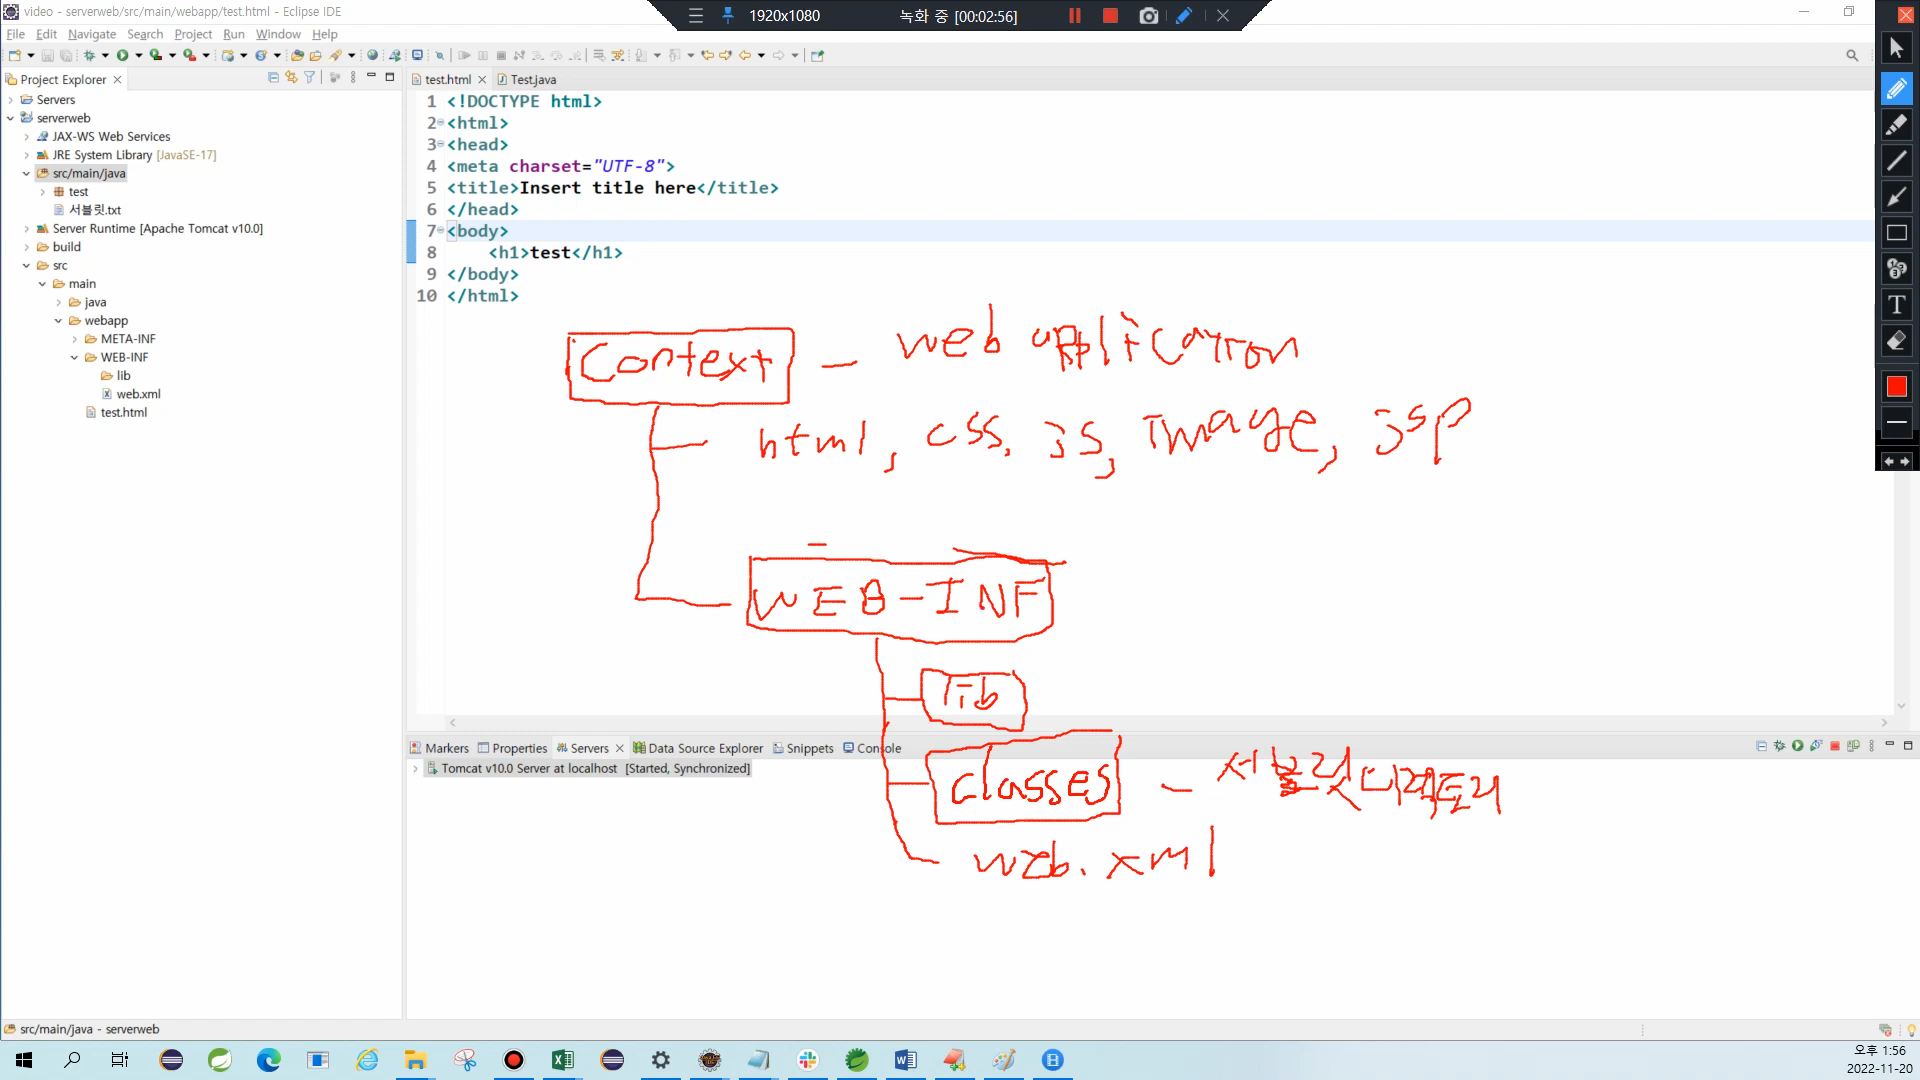 video - serverweb/src/main/webapp/test.html - Eclipse IDE
1920x1080
녹화 중 [00:02:56]
File Edit Navigate Search Project Run Window Help
Project Explorer
Servers
serverweb
JAX-WS Web Services
JRE System Library [JavaSE-17]
src/main/java
test
서블릿.txt
Server Runtime [Apache Tomcat v10.0]
build
src
main
java
webapp
META-INF
WEB-INF
lib
web.xml
test.html
test.html Test.java
1 <!DOCTYPE html>
2 <html>
3 <head>
4 <meta charset="UTF-8">
5 <title>Insert title here</title>
6 </head>
7 <body>
8 <h1>test</h1>
9 </body>
10 </html>
Context – web application
html, css, js, image, jsp
WEB-INF
lib
classes – 서블릿디렉토리
web.xml
Markers Properties Servers Data Source Explorer Snippets Console
Tomcat v10.0 Server at localhost [Started, Synchronized]
src/main/java - serverweb
오후 1:56
2022-11-20